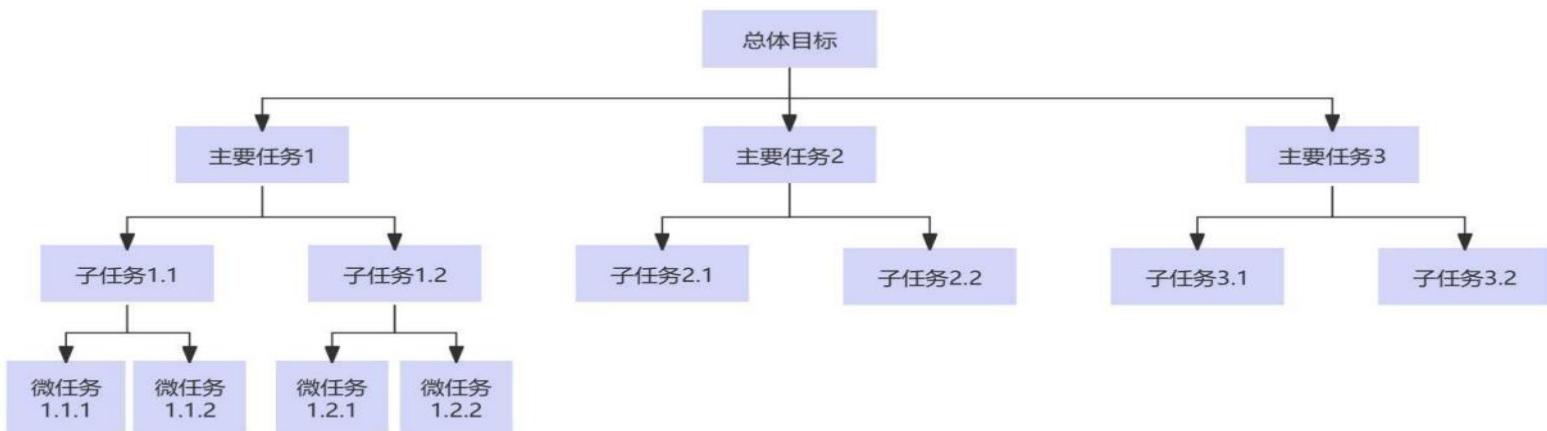 总体目标
主要任务1
主要任务2
主要任务3
子任务1.1
子任务1.2
子任务2.1
子任务2.2
子任务3.1
子任务3.2
微任务
1.1.1
微任务
1.1.2
微任务
1.2.1
微任务
1.2.2